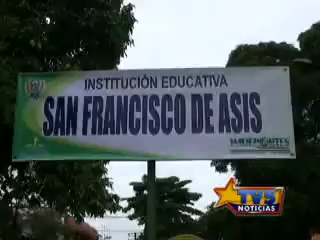 INSTITUCIÓN EDUCATIVA
SAN FRANCISCO DE ASIS
TV5
NOTICIAS